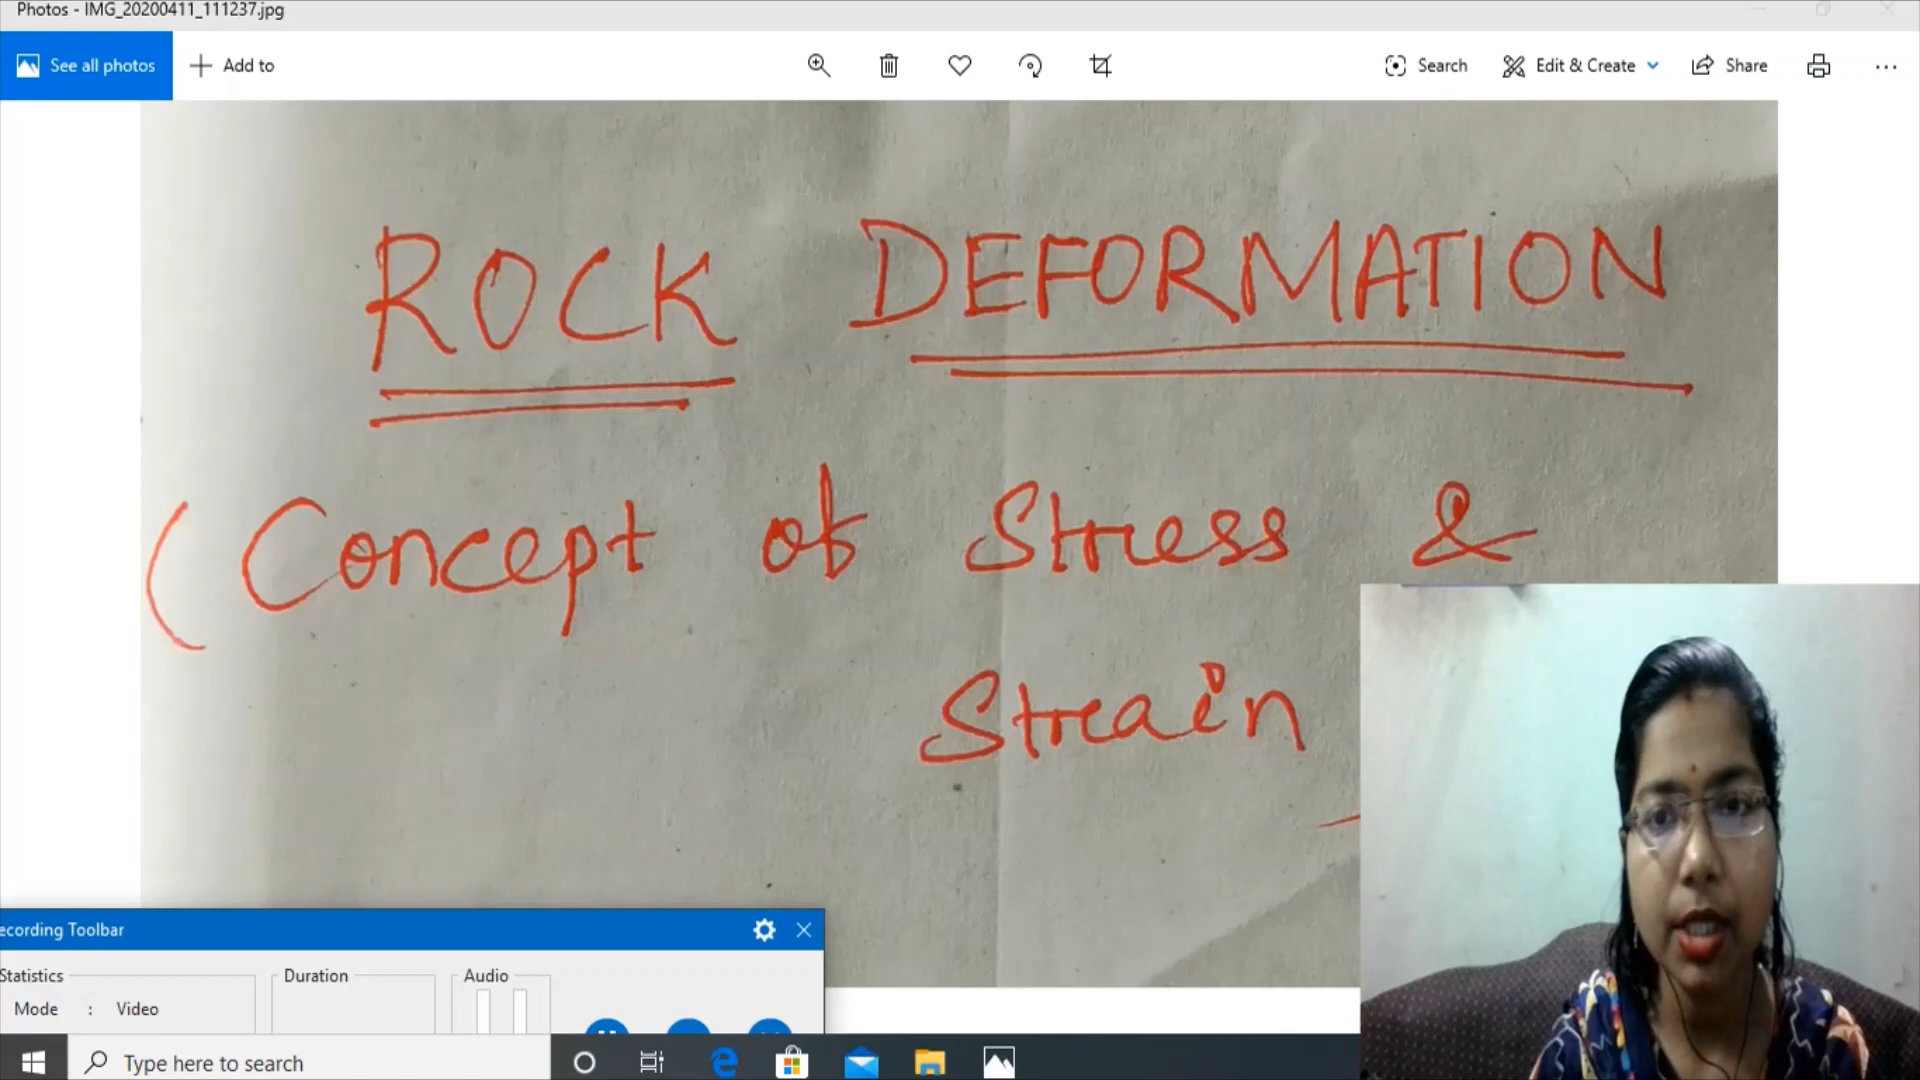 Photos - IMG_20200411_111237.jpg
See all photos
Add to
Search
Edit & Create
Share
ROCK DEFORMATION
(Concept of Stress &
Strain
ecording Toolbar
Statistics
Duration
Audio
Mode : Video
Type here to search